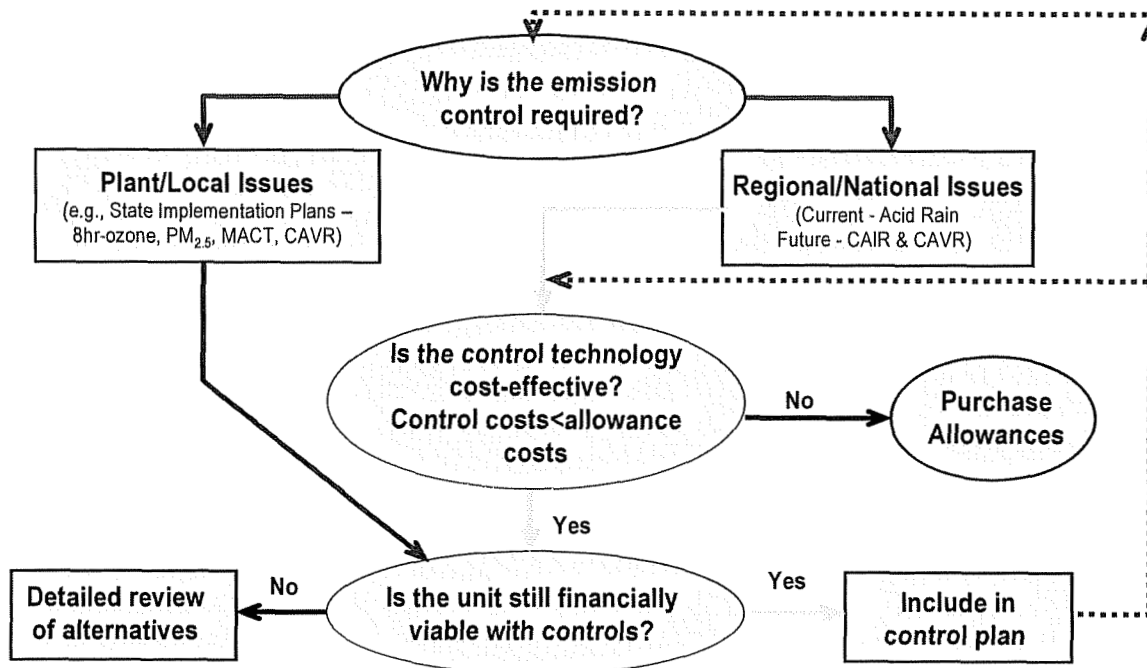 Why is the emission
control required?
Plant/Local Issues
(e.g., State Implementation Plans –
8hr-ozone, PM2.5, MACT, CAVR)
Regional/National Issues
(Current - Acid Rain
Future - CAIR & CAVR)
Is the control technology
cost-effective?
Control costs<allowance
costs
No
Purchase
Allowances
Yes
Detailed review
of alternatives
No
Is the unit still financially
viable with controls?
Yes
Include in
control plan